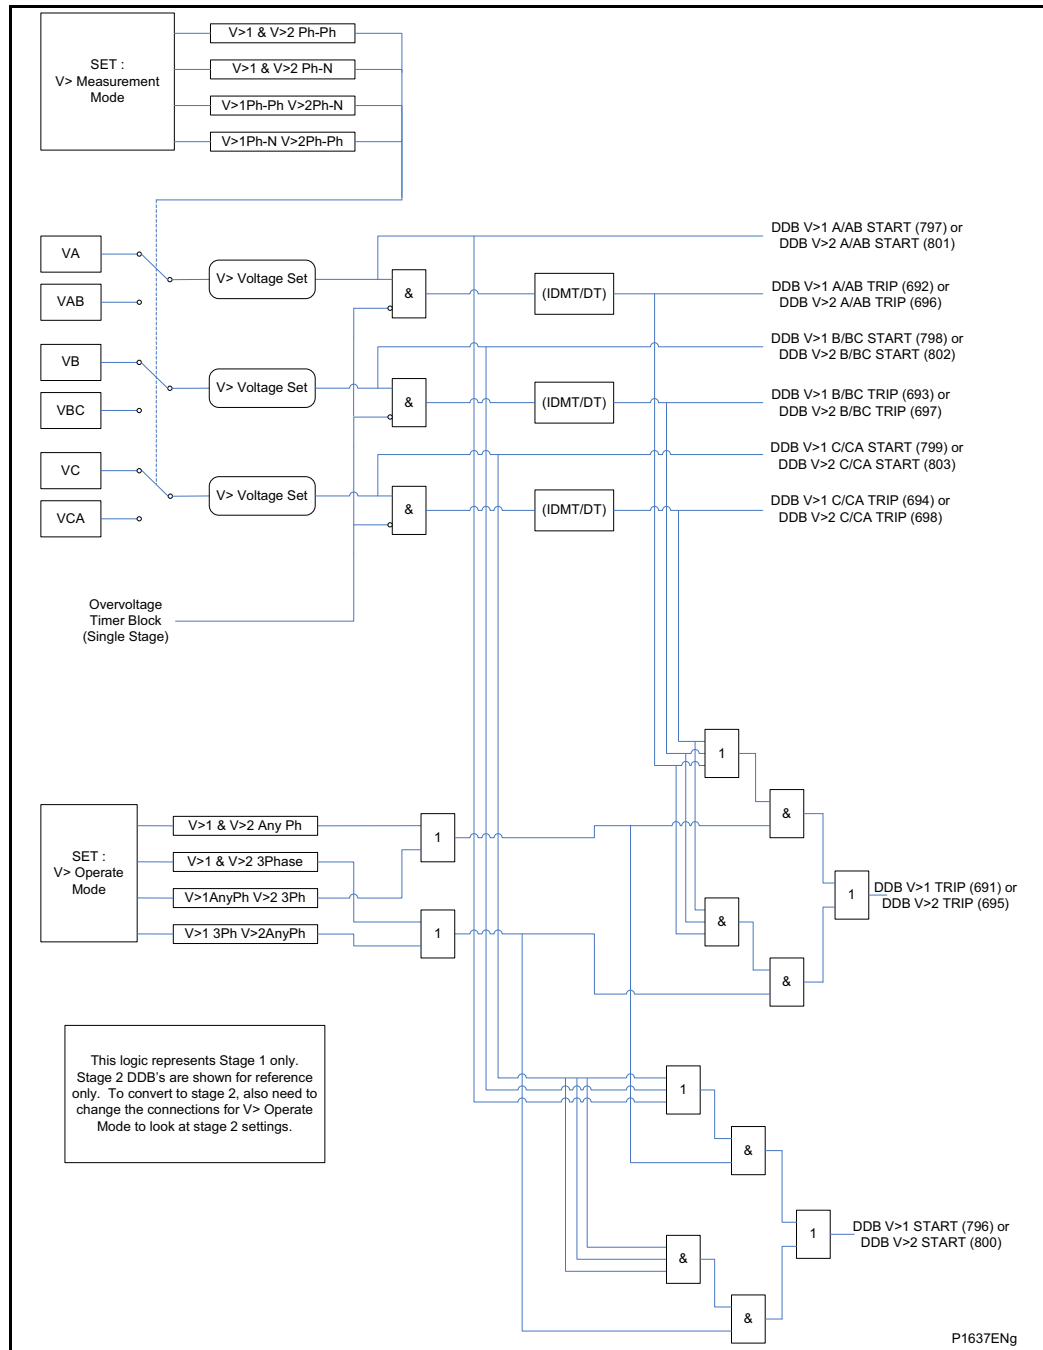 SET :
V> Measurement
Mode
V>1 & V>2 Ph-Ph
V>1 & V>2 Ph-N
V>1Ph-Ph V>2Ph-N
V>1Ph-N V>2Ph-Ph
VA
VAB
VB
VBC
VC
VCA
V> Voltage Set
V> Voltage Set
V> Voltage Set
&
&
&
(IDMT/DT)
(IDMT/DT)
(IDMT/DT)
DDB V>1 A/AB START (797) or
DDB V>2 A/AB START (801)
DDB V>1 A/AB TRIP (692) or
DDB V>2 A/AB TRIP (696)
DDB V>1 B/BC START (798) or
DDB V>2 B/BC START (802)
DDB V>1 B/BC TRIP (693) or
DDB V>2 B/BC TRIP (697)
DDB V>1 C/CA START (799) or
DDB V>2 C/CA START (803)
DDB V>1 C/CA TRIP (694) or
DDB V>2 C/CA TRIP (698)
Overvoltage
Timer Block
(Single Stage)
SET :
V> Operate
Mode
V>1 & V>2 Any Ph
V>1 & V>2 3Phase
V>1AnyPh V>2 3Ph
V>1 3Ph V>2AnyPh
1
1
1
&
&
&
1
DDB V>1 TRIP (691) or
DDB V>2 TRIP (695)
This logic represents Stage 1 only.
Stage 2 DDB's are shown for reference
only. To convert to stage 2, also need to
change the connections for V> Operate
Mode to look at stage 2 settings.
1
&
&
&
1
DDB V>1 START (796) or
DDB V>2 START (800)
P1637ENg